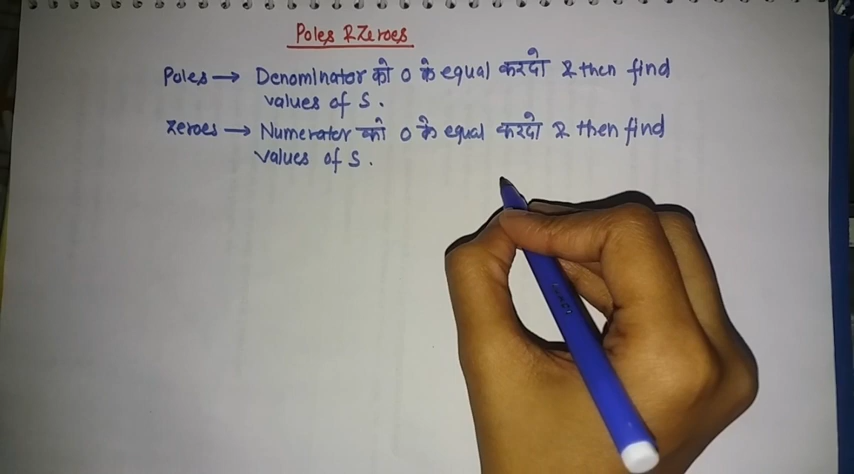 Poles & Zeroes
Poles → Denominator को 0 के equal करदो & then find
values of S.
Zeroes → Numerator को 0 के equal करदो & then find
values of S.